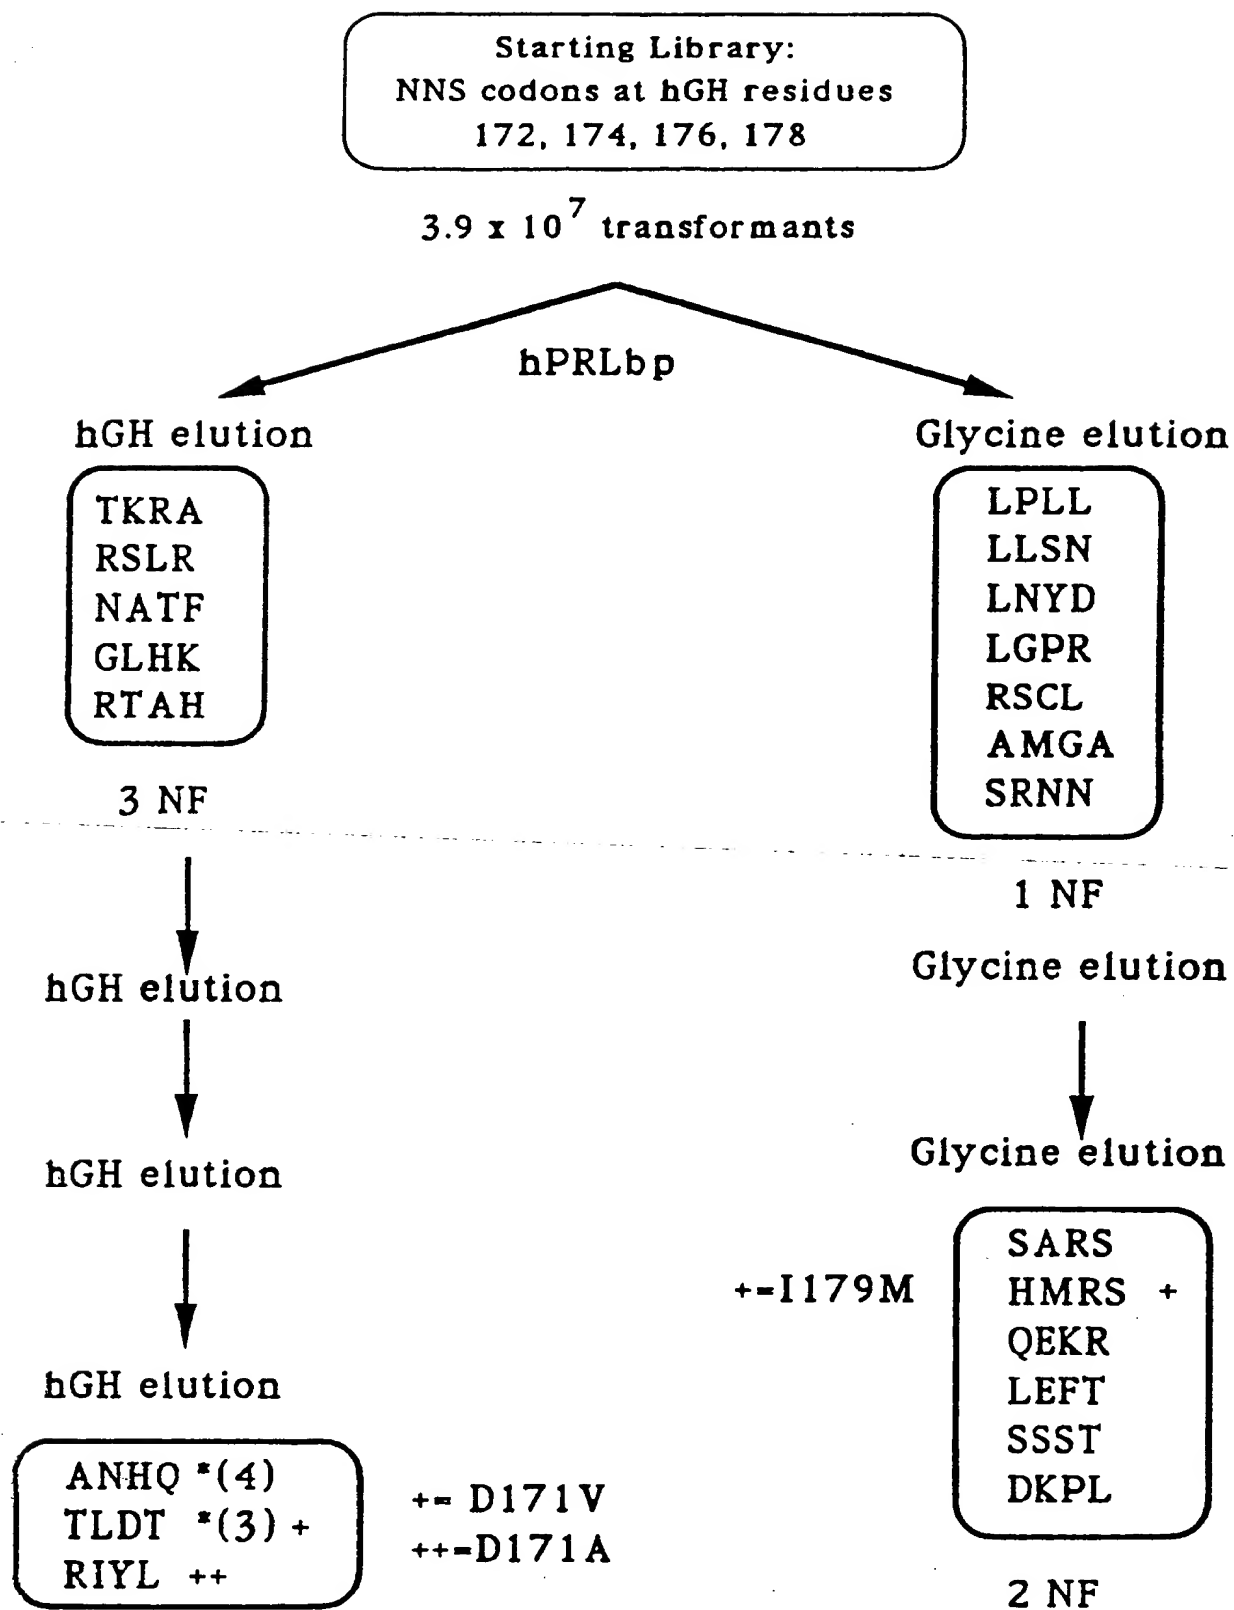 Starting Library:
NNS codons at hGH residues
172, 174, 176, 178
3.9 x 10^7 transformants
hPRLbp
hGH elution
TKRA
RSLR
NATF
GLHK
RTAH
3 NF
hGH elution
hGH elution
hGH elution
ANHQ *(4)
TLDT *(3) +
RIYL ++
+= D171V
++=D171A
Glycine elution
LPLL
LLSN
LNYD
LGPR
RSCL
AMGA
SRNN
1 NF
Glycine elution
Glycine elution
+=I179M
SARS
HMRS +
QEKR
LEFT
SSST
DKPL
2 NF